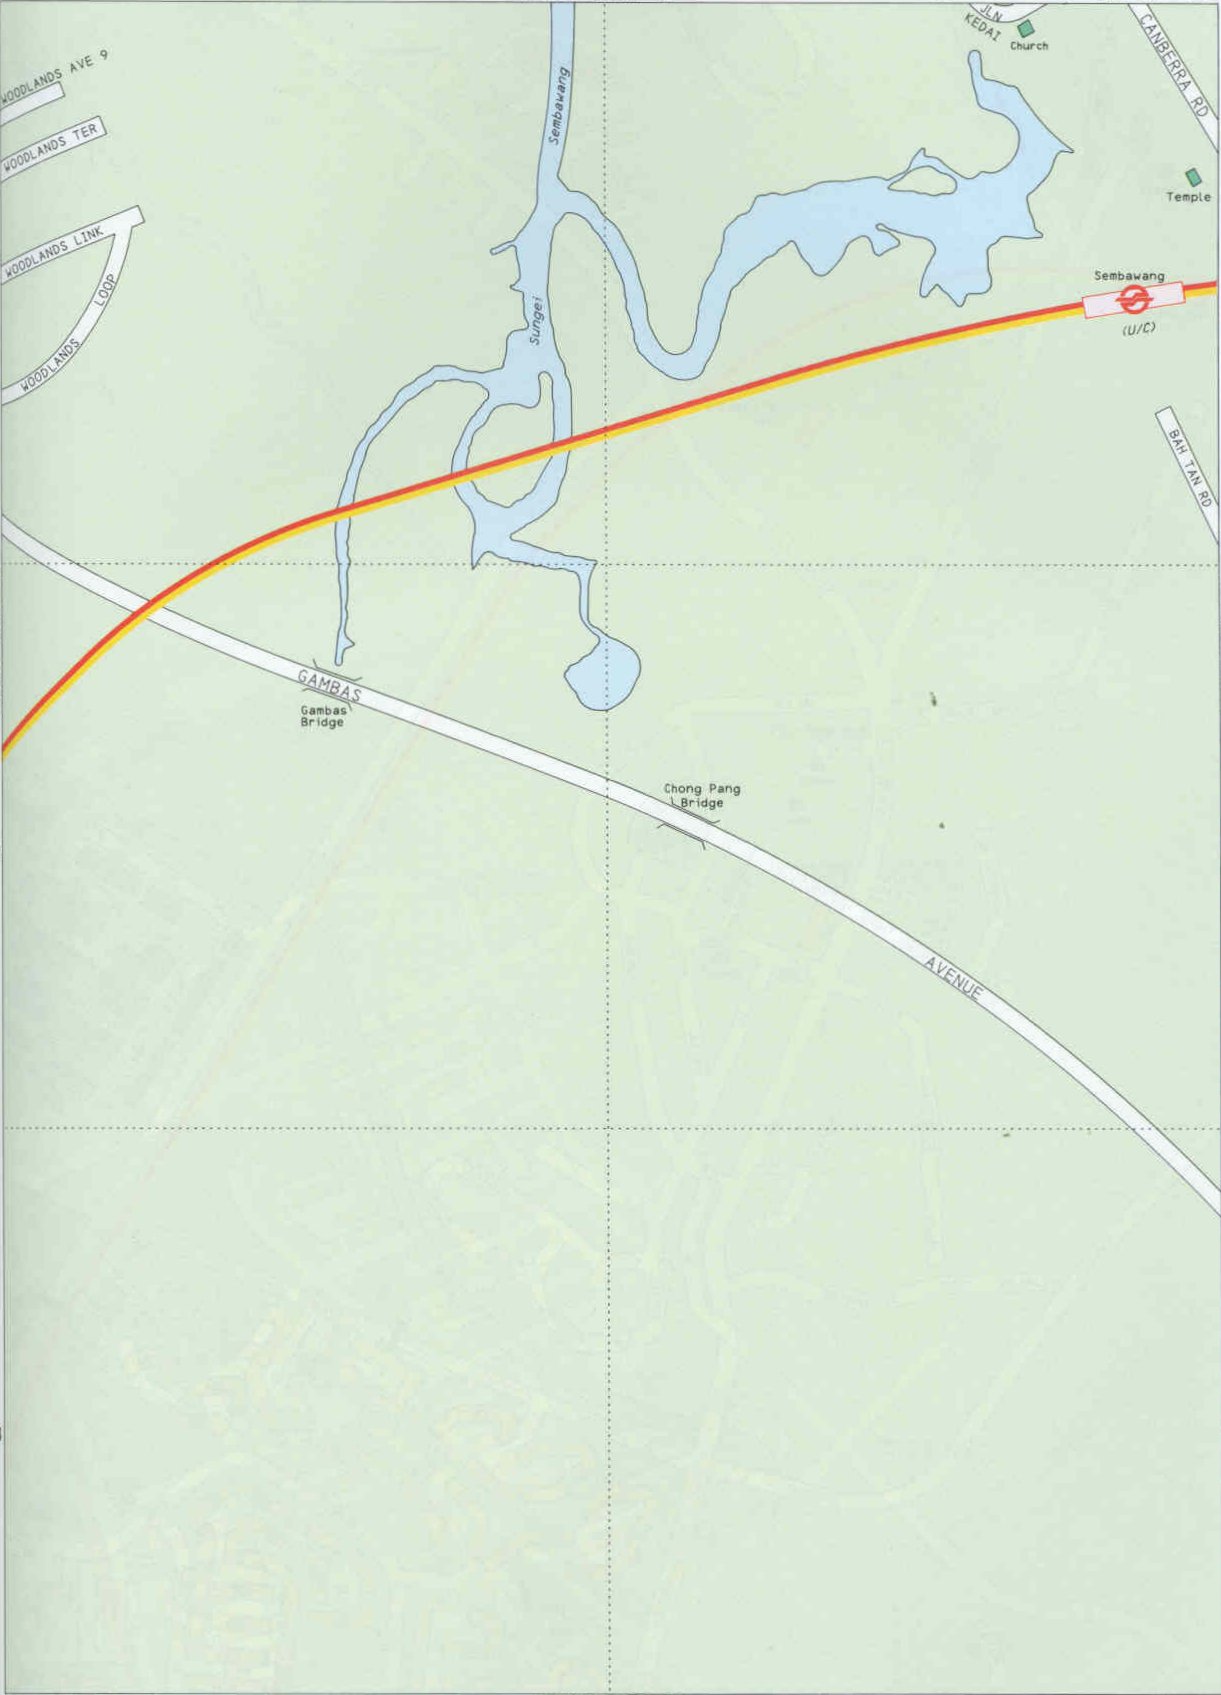 JLN
KEDAI
Church
CANBERRA RD
WOODLANDS AVE 9
Sembawang
WOODLANDS TER
Temple
WOODLANDS LINK
LOOP
Sembawang
Sungei
(U/C)
WOODLANDS
BAH TAN RD
GAMBAS
Gambas
Bridge
Chong Pang
Bridge
AVENUE